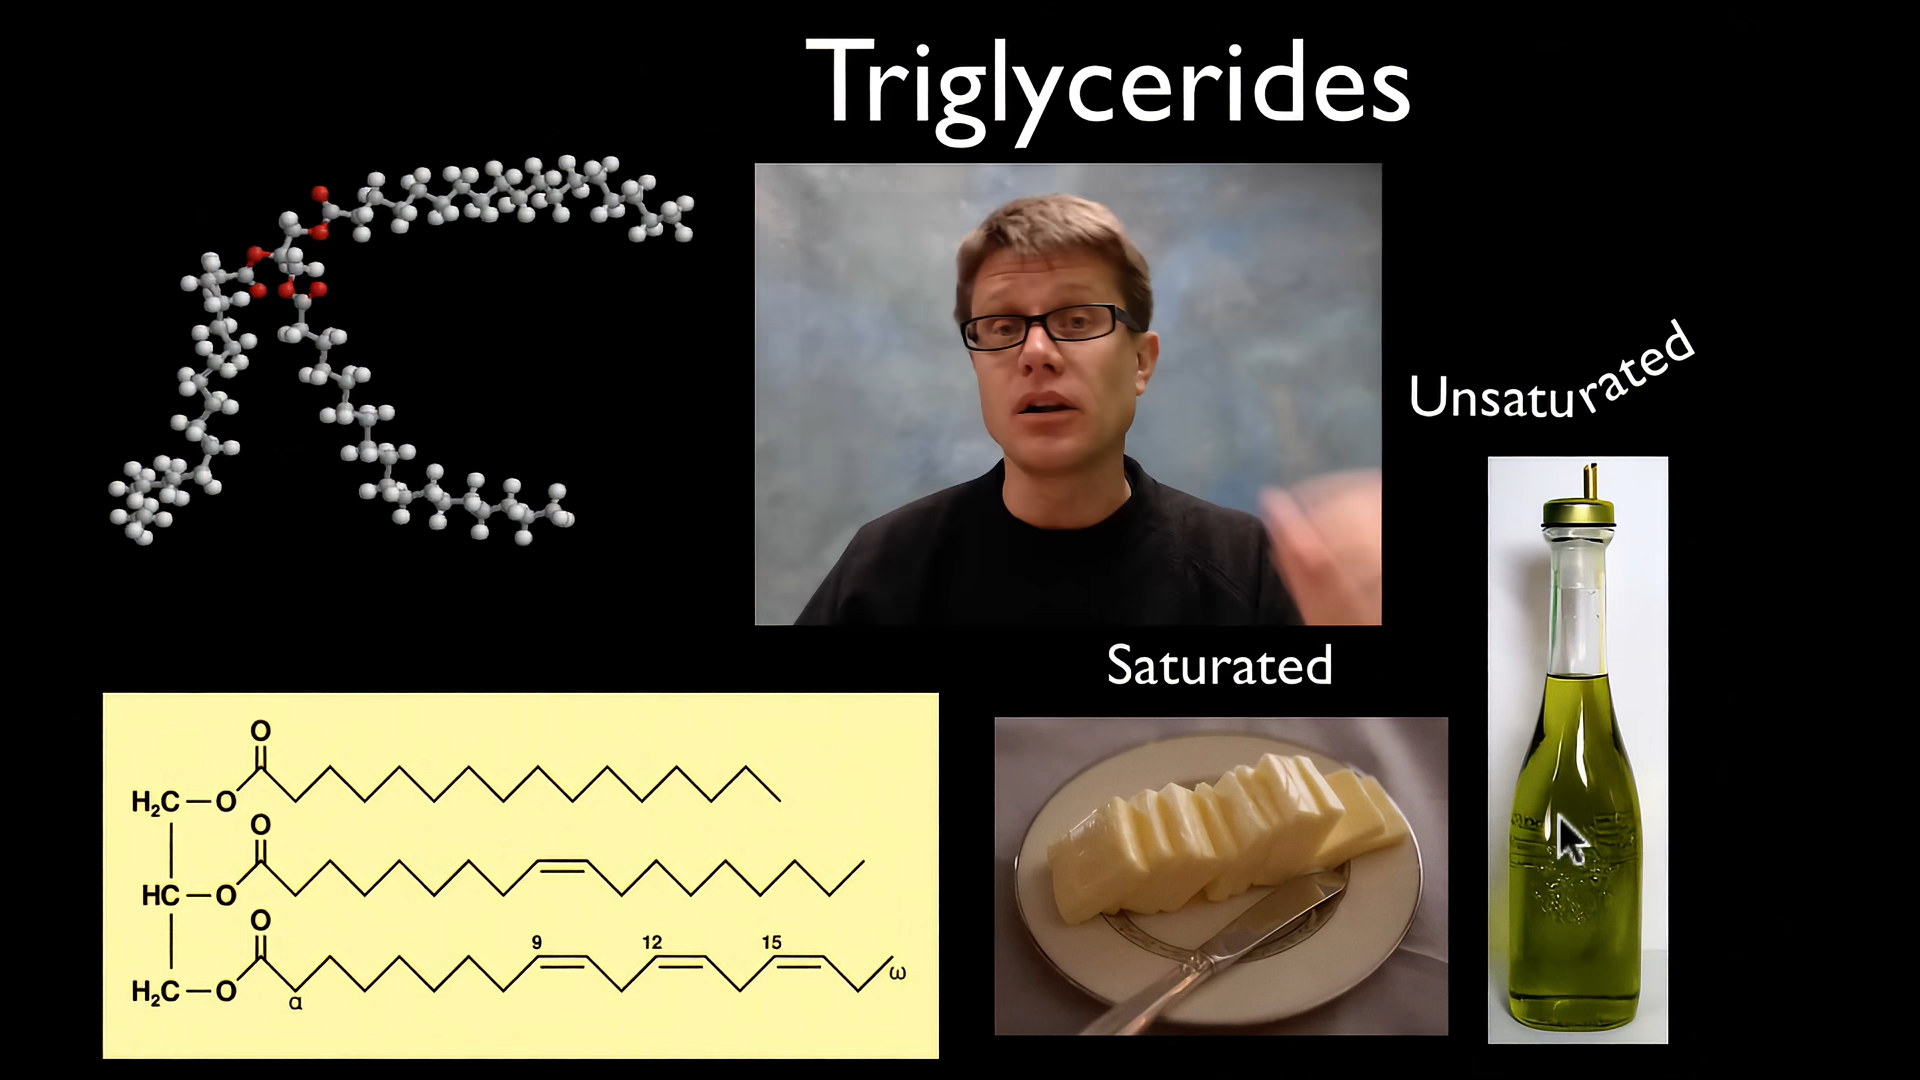 Triglycerides
Unsaturated
Saturated
O
H₂C—O
O
HC—O
O
9 12 15
H₂C—O
α
ω